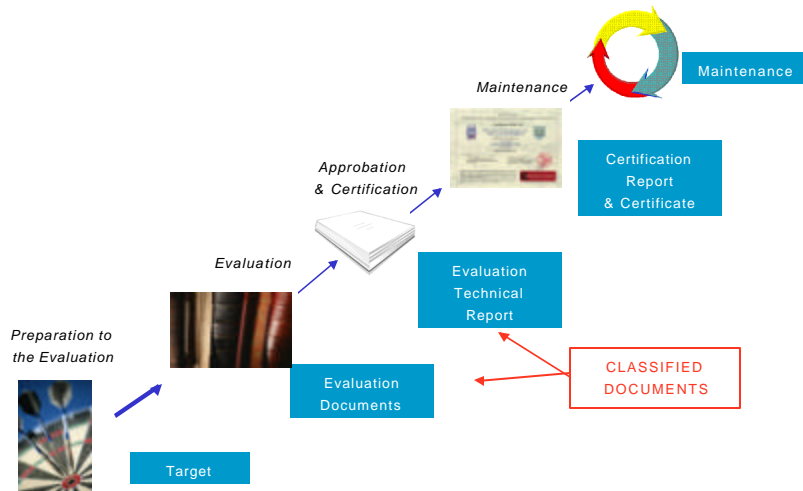 Maintenance
Maintenance
Certification
Report
& Certificate
Approbation
& Certification
Evaluation
Evaluation
Technical
Report
Preparation to
the Evaluation
CLASSIFIED
DOCUMENTS
Evaluation
Documents
Target